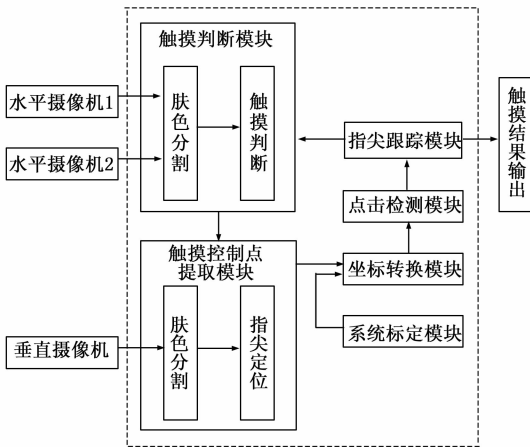 触摸判断模块
水平摄像机1
水平摄像机2
肤色分割
触摸判断
指尖跟踪模块
触摸结果输出
点击检测模块
触摸控制点
提取模块
坐标转换模块
系统标定模块
垂直摄像机
肤色分割
指尖定位